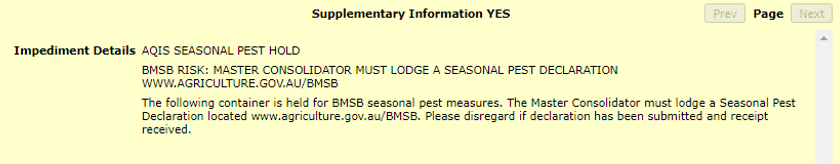 Supplementary Information YES
Prev Page Next
Impediment Details AQIS SEASONAL PEST HOLD
BMSB RISK: MASTER CONSOLIDATOR MUST LODGE A SEASONAL PEST DECLARATION
WWW.AGRICULTURE.GOV.AU/BMSB
The following container is held for BMSB seasonal pest measures. The Master Consolidator must lodge a Seasonal Pest
Declaration located www.agriculture.gov.au/BMSB. Please disregard if declaration has been submitted and receipt
received.